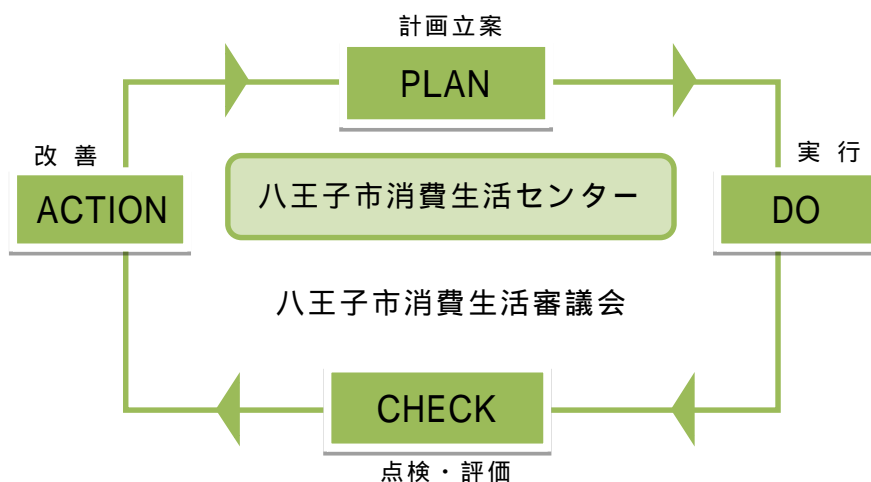 計画立案
PLAN
改善
ACTION
実行
DO
八王子市消費生活センター
八王子市消費生活審議会
CHECK
点検・評価